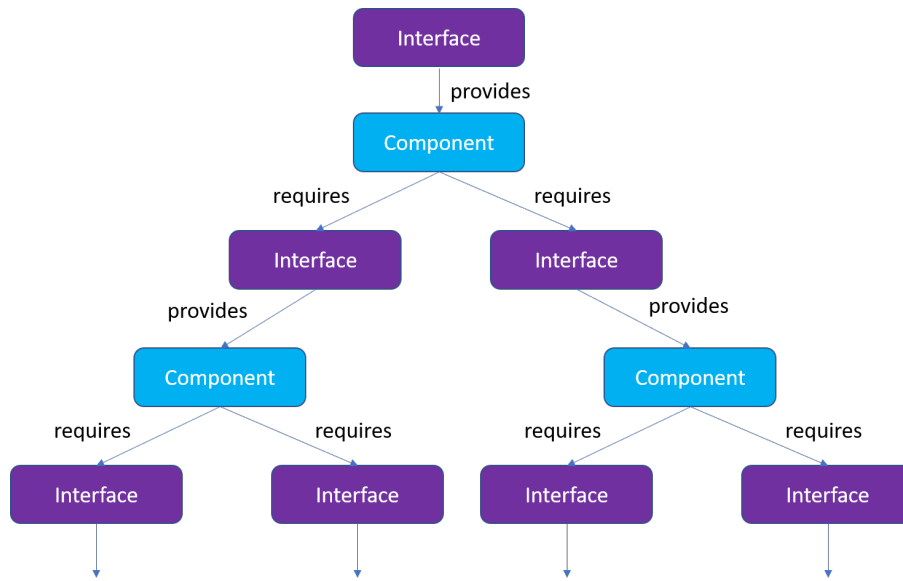 Interface
provides
Component
requires
requires
Interface
Interface
provides
provides
Component
Component
requires
requires
requires
requires
Interface
Interface
Interface
Interface